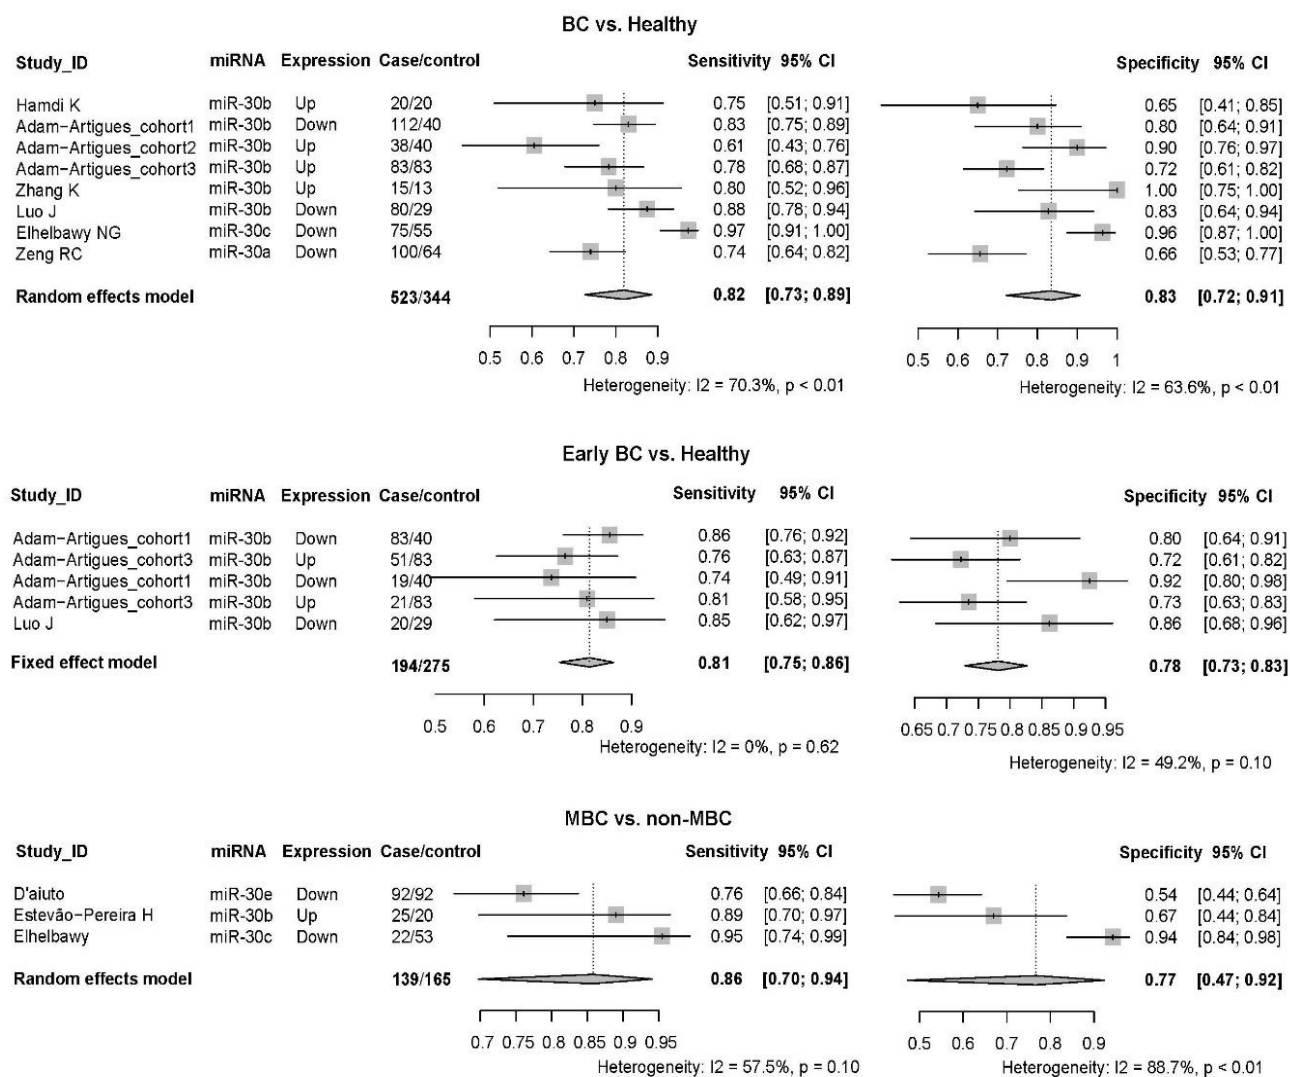 BC vs. Healthy
Study_ID miRNA Expression Case/control Sensitivity 95% CI Specificity 95% CI
Hamdi K miR-30b Up 20/20 0.75 [0.51; 0.91] 0.65 [0.41; 0.85]
Adam-Artigues_cohort1 miR-30b Down 112/40 0.83 [0.75; 0.89] 0.80 [0.64; 0.91]
Adam-Artigues_cohort2 miR-30b Up 38/40 0.61 [0.43; 0.76] 0.90 [0.76; 0.97]
Adam-Artigues_cohort3 miR-30b Up 83/83 0.78 [0.68; 0.87] 0.72 [0.61; 0.82]
Zhang K miR-30b Up 15/13 0.80 [0.52; 0.96] 1.00 [0.75; 1.00]
Luo J miR-30b Down 80/29 0.88 [0.78; 0.94] 0.83 [0.64; 0.94]
Elhelbawy NG miR-30c Down 75/55 0.97 [0.91; 1.00] 0.96 [0.87; 1.00]
Zeng RC miR-30a Down 100/64 0.74 [0.64; 0.82] 0.66 [0.53; 0.77]
Random effects model 523/344 0.82 [0.73; 0.89] 0.83 [0.72; 0.91]
0.5 0.6 0.7 0.8 0.9 0.5 0.6 0.7 0.8 0.9 1
Heterogeneity: I2 = 70.3%, p < 0.01 Heterogeneity: I2 = 63.6%, p < 0.01
Early BC vs. Healthy
Study_ID miRNA Expression Case/control Sensitivity 95% CI Specificity 95% CI
Adam-Artigues_cohort1 miR-30b Down 83/40 0.86 [0.76; 0.92] 0.80 [0.64; 0.91]
Adam-Artigues_cohort3 miR-30b Up 51/83 0.76 [0.63; 0.87] 0.72 [0.61; 0.82]
Adam-Artigues_cohort1 miR-30b Down 19/40 0.74 [0.49; 0.91] 0.92 [0.80; 0.98]
Adam-Artigues_cohort3 miR-30b Up 21/83 0.81 [0.58; 0.95] 0.73 [0.63; 0.83]
Luo J miR-30b Down 20/29 0.85 [0.62; 0.97] 0.86 [0.68; 0.96]
Fixed effect model 194/275 0.81 [0.75; 0.86] 0.78 [0.73; 0.83]
0.5 0.6 0.7 0.8 0.9 0.65 0.7 0.75 0.8 0.85 0.9 0.95
Heterogeneity: I2 = 0%, p = 0.62 Heterogeneity: I2 = 49.2%, p = 0.10
MBC vs. non-MBC
Study_ID miRNA Expression Case/control Sensitivity 95% CI Specificity 95% CI
D'aiuto miR-30e Down 92/92 0.76 [0.66; 0.84] 0.54 [0.44; 0.64]
Estevão-Pereira H miR-30b Up 25/20 0.89 [0.70; 0.97] 0.67 [0.44; 0.84]
Elhelbawy miR-30c Down 22/53 0.95 [0.74; 0.99] 0.94 [0.84; 0.98]
Random effects model 139/165 0.86 [0.70; 0.94] 0.77 [0.47; 0.92]
0.7 0.75 0.8 0.85 0.9 0.95 0.5 0.6 0.7 0.8 0.9
Heterogeneity: I2 = 57.5%, p = 0.10 Heterogeneity: I2 = 88.7%, p < 0.01